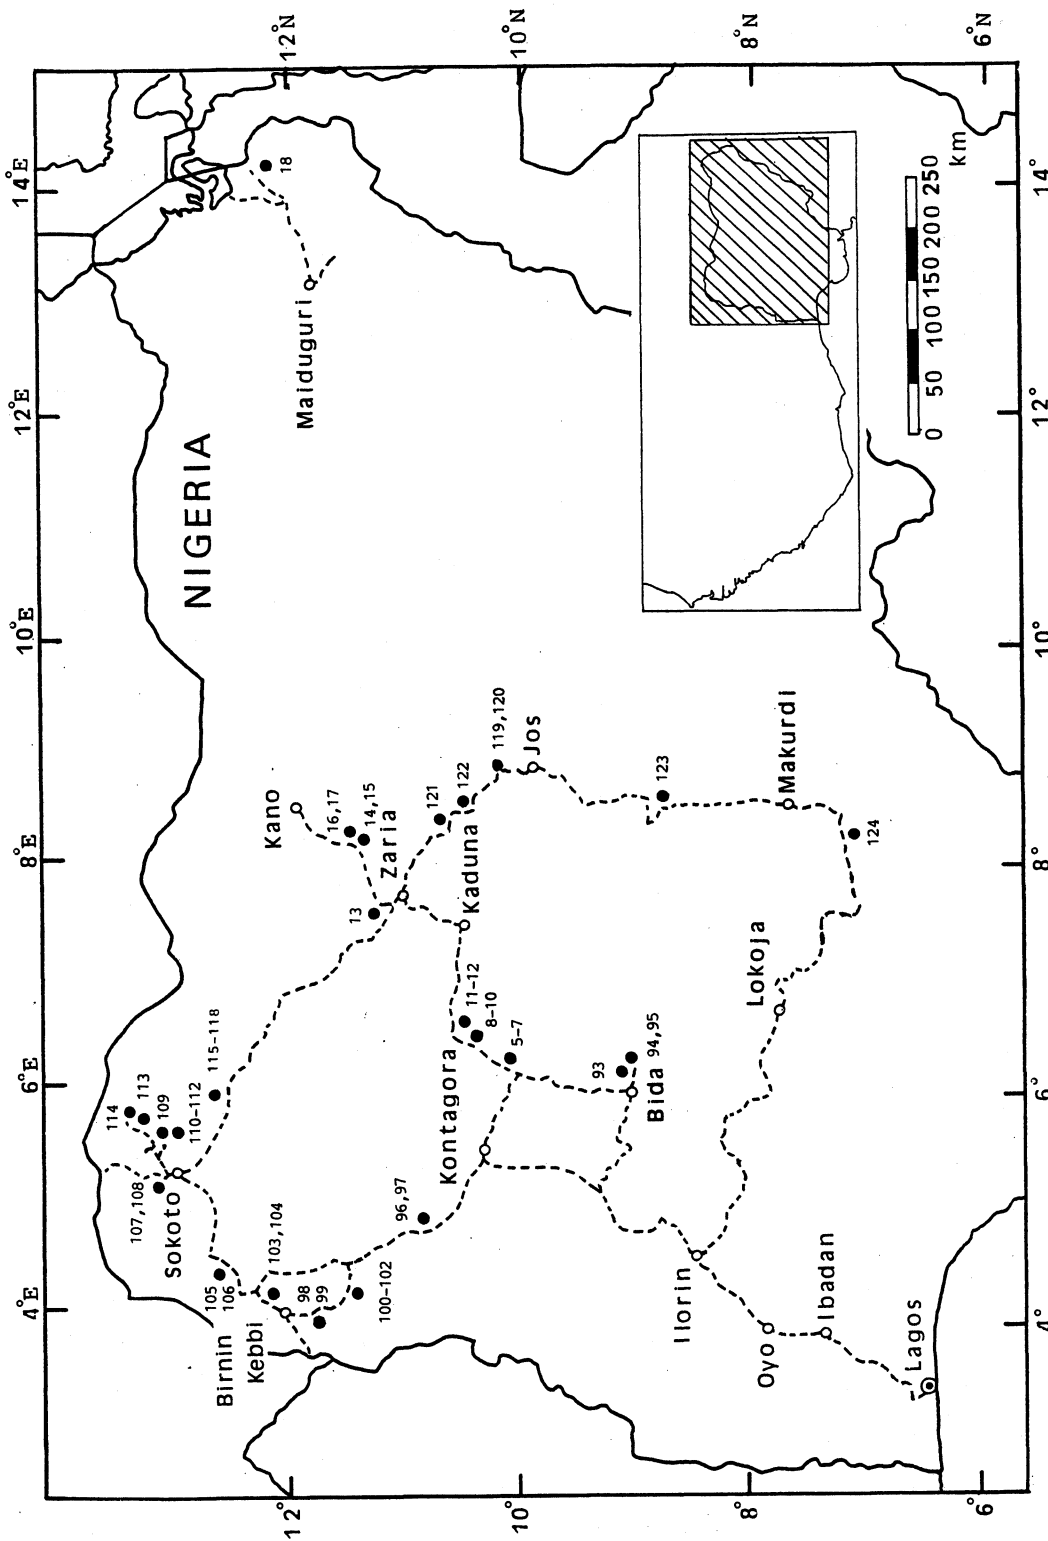 4°E
6°E
8°E
10°E
12°E
14°E
12°N
10°N
8°N
6°N
12°
10°
8°
6°
4°
6°
8°
10°
12°
14°
NIGERIA
114
113
109
110–112
107,108
Sokoto
115–118
105
106
103,104
Birnin
Kebbi
98
99
100–102
96,97
Kontagora
11–12
8–10
5–7
93
94,95
Bida
13
Zaria
14,15
16,17
Kano
Kaduna
121
122
119,120
Jos
123
Makurdi
124
Lokoja
Ilorin
Oyo
Ibadan
Lagos
Maiduguri
18
0 50 100 150 200 250
km